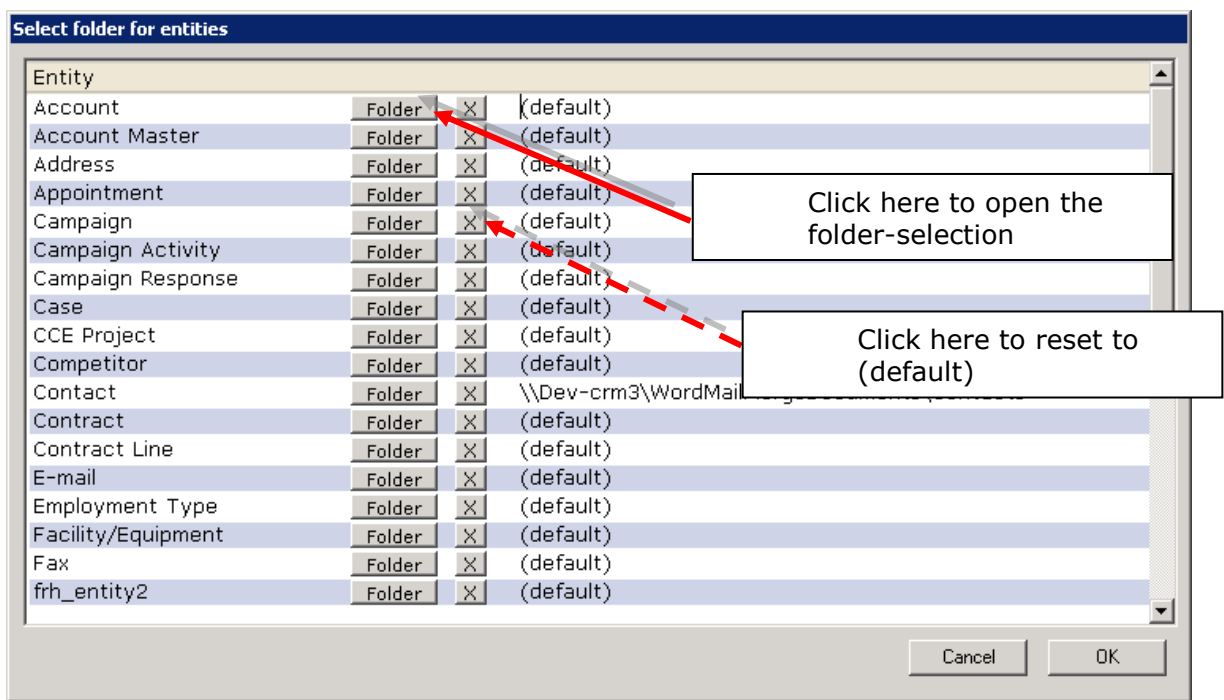 Select folder for entities
Entity
Account Folder X (default)
Account Master Folder X (default)
Address Folder X (default)
Appointment Folder X (default)
Click here to open the
folder-selection
Campaign Folder X (default)
Campaign Activity Folder X (default)
Campaign Response Folder X (default)
Case Folder X (default)
CCE Project Folder X (default)
Click here to reset to
(default)
Competitor Folder X (default)
Contact Folder X \\Dev-crm3\
Contract Folder X (default)
Contract Line Folder X (default)
E-mail Folder X (default)
Employment Type Folder X (default)
Facility/Equipment Folder X (default)
Fax Folder X (default)
frh_entity2 Folder X (default)
Cancel OK